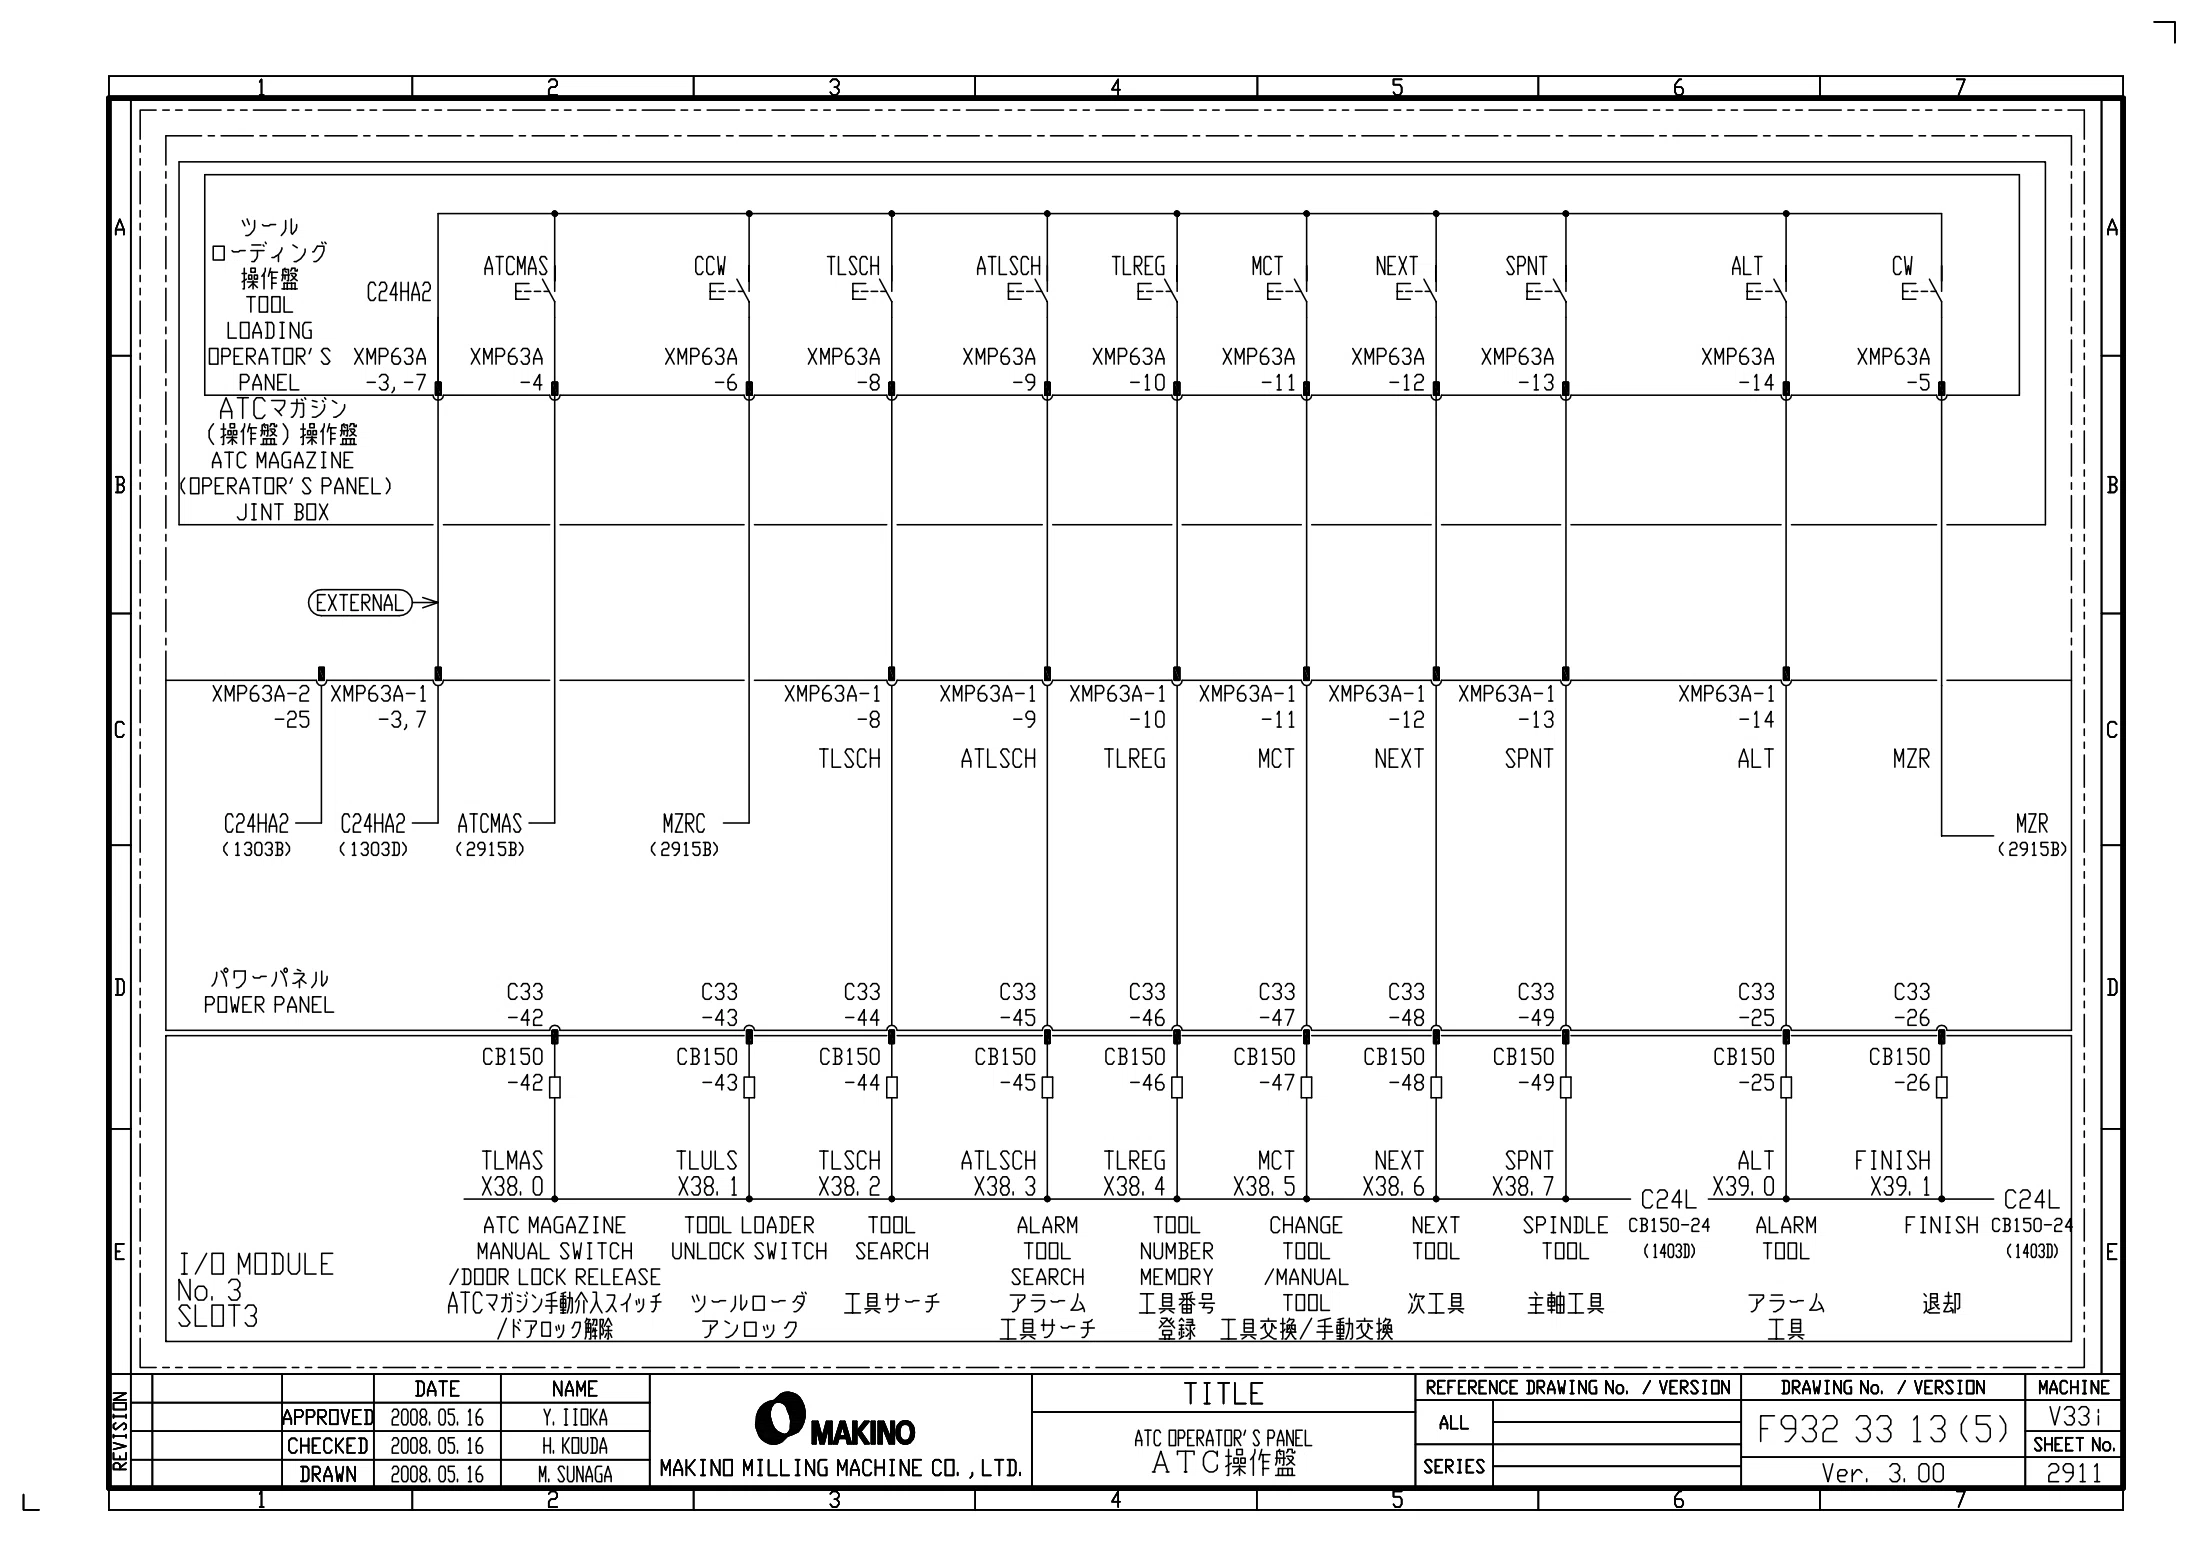 1 2 3 4 5 6 7
A A
ツール
ローディング
操作盤
TOOL
LOADING
OPERATOR'S
PANEL
C24HA2 ATCMAS CCW TLSCH ATLSCH TLREG MCT NEXT SPNT ALT CW
XMP63A XMP63A XMP63A XMP63A XMP63A XMP63A XMP63A XMP63A XMP63A XMP63A XMP63A
-3,-7 -4 -6 -8 -9 -10 -11 -12 -13 -14 -5
ATCマガジン
(操作盤)操作盤
ATC MAGAZINE
(OPERATOR'S PANEL)
JINT BOX
B B
EXTERNAL
XMP63A-2 XMP63A-1 XMP63A-1 XMP63A-1 XMP63A-1 XMP63A-1 XMP63A-1 XMP63A-1 XMP63A-1
-25 -3,7 -8 -9 -10 -11 -12 -13 -14
C C
TLSCH ATLSCH TLREG MCT NEXT SPNT ALT MZR
C24HA2 C24HA2 ATCMAS MZRC MZR
(1303B) (1303D) (2915B) (2915B) (2915B)
パワーパネル
POWER PANEL
D D
C33 C33 C33 C33 C33 C33 C33 C33 C33 C33
-42 -43 -44 -45 -46 -47 -48 -49 -25 -26
CB150 CB150 CB150 CB150 CB150 CB150 CB150 CB150 CB150 CB150
-42 -43 -44 -45 -46 -47 -48 -49 -25 -26
TLMAS TLULS TLSCH ATLSCH TLREG MCT NEXT SPNT ALT FINISH
X38.0 X38.1 X38.2 X38.3 X38.4 X38.5 X38.6 X38.7 C24L X39.0 X39.1 C24L
ATC MAGAZINE TOOL LOADER TOOL ALARM TOOL CHANGE NEXT SPINDLE CB150-24 ALARM FINISH CB150-24
MANUAL SWITCH UNLOCK SWITCH SEARCH TOOL NUMBER TOOL TOOL TOOL (1403D) TOOL (1403D)
/DOOR LOCK RELEASE SEARCH MEMORY /MANUAL
ATCマガジン手動介入スイッチ ツールローダ 工具サーチ アラーム 工具番号 TOOL 次工具 主軸工具 アラーム 退却
/ドアロック解除 アンロック 工具サーチ 登録 工具交換/手動交換 工具
E E
I/O MODULE
No.3
SLOT3
REVISION
DATE NAME
APPROVED 2008.05.16 Y.IIOKA
CHECKED 2008.05.16 H.KOUDA
DRAWN 2008.05.16 M.SUNAGA
MAKINO
MAKINO MILLING MACHINE CO.,LTD.
TITLE
ATC OPERATOR'S PANEL
ATC操作盤
REFERENCE DRAWING No. / VERSION
ALL
SERIES
DRAWING No. / VERSION
F932 33 13(5)
Ver. 3.00
MACHINE
V33i
SHEET No.
2911
1 2 3 4 5 6 7